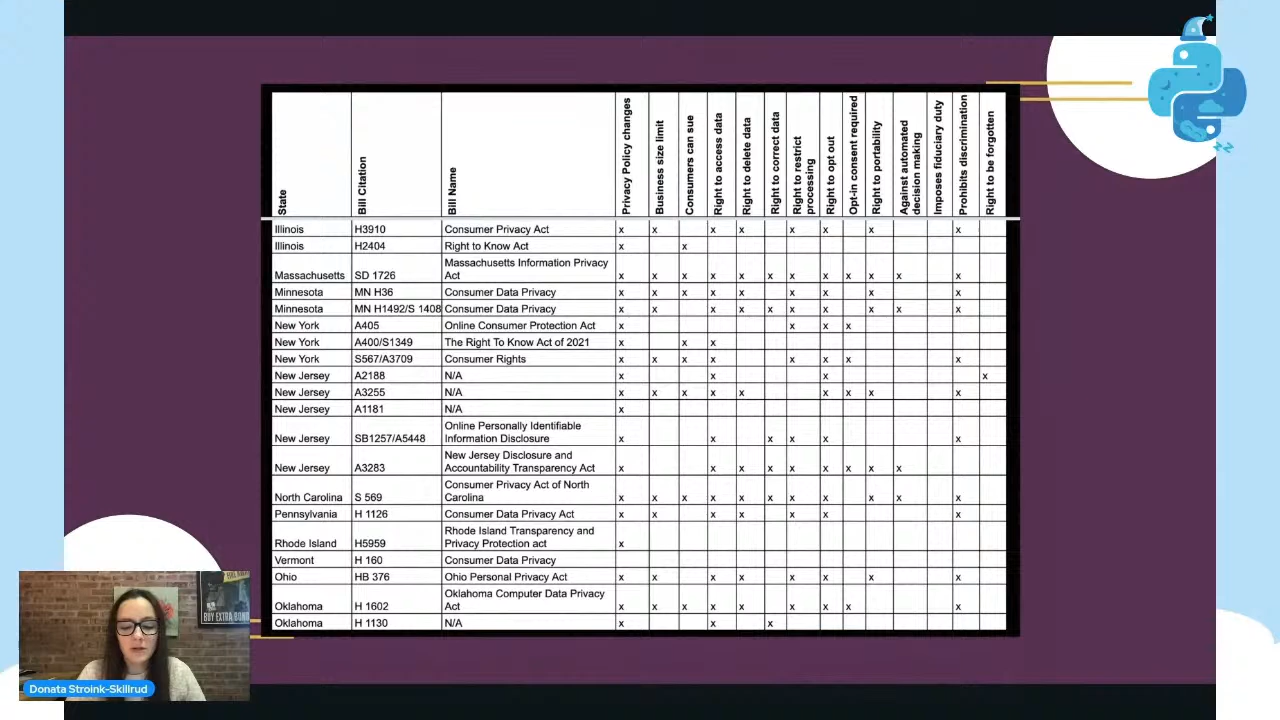 State Bill Citation Bill Name Privacy Policy changes Business size limit Consumers can sue Right to access data Right to delete data Right to correct data Right to restrict processing Right to opt out Opt-in consent required Right to portability Against automated decision making Imposes fiduciary duty Prohibits discrimination Right to be forgotten
Illinois H3910 Consumer Privacy Act x x x x x x x x
Illinois H2404 Right to Know Act x x
Massachusetts Information Privacy
Massachusetts SD 1726 Act x x x x x x x x x x x x
Minnesota MN H36 Consumer Data Privacy x x x x x x x x x
Minnesota MN H1492/S 1408 Consumer Data Privacy x x x x x x x x x x
New York A405 Online Consumer Protection Act x x x x
New York A400/S1349 The Right To Know Act of 2021 x x x
New York S567/A3709 Consumer Rights x x x x x x x x
New Jersey A2188 N/A x x x x
New Jersey A3255 N/A x x x x x x x x x
New Jersey A1181 N/A x
Online Personally Identifiable
New Jersey SB1257/A5448 Information Disclosure x x x x x x
New Jersey Disclosure and
New Jersey A3283 Accountability Transparency Act x x x x x x x x x
Consumer Privacy Act of North
North Carolina S 569 Carolina x x x x x x x x x x x
Pennsylvania H 1126 Consumer Data Privacy Act x x x x x x x
Rhode Island Transparency and
Rhode Island H5959 Privacy Protection act x
Vermont H 160 Consumer Data Privacy
Ohio HB 376 Ohio Personal Privacy Act x x x x x x x x
Oklahoma Computer Data Privacy
Oklahoma H 1602 Act x x x x x x x x x
Oklahoma H 1130 N/A x x x
BUY EXTRA BOND
Donata Stroink-Skillrud